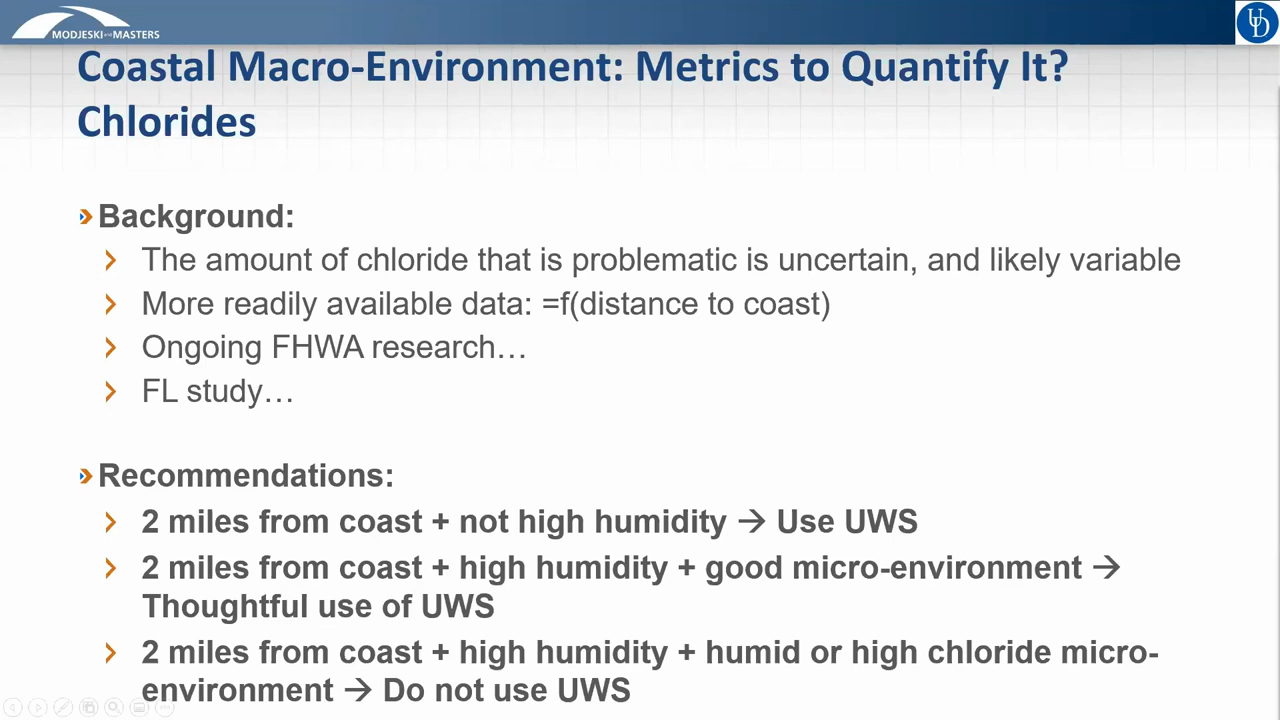 MODJESKI and MASTERS
UD
Coastal Macro-Environment: Metrics to Quantify It?
Chlorides
Background:
The amount of chloride that is problematic is uncertain, and likely variable
More readily available data: =f(distance to coast)
Ongoing FHWA research…
FL study…
Recommendations:
2 miles from coast + not high humidity → Use UWS
2 miles from coast + high humidity + good micro-environment →
Thoughtful use of UWS
2 miles from coast + high humidity + humid or high chloride micro-
environment → Do not use UWS